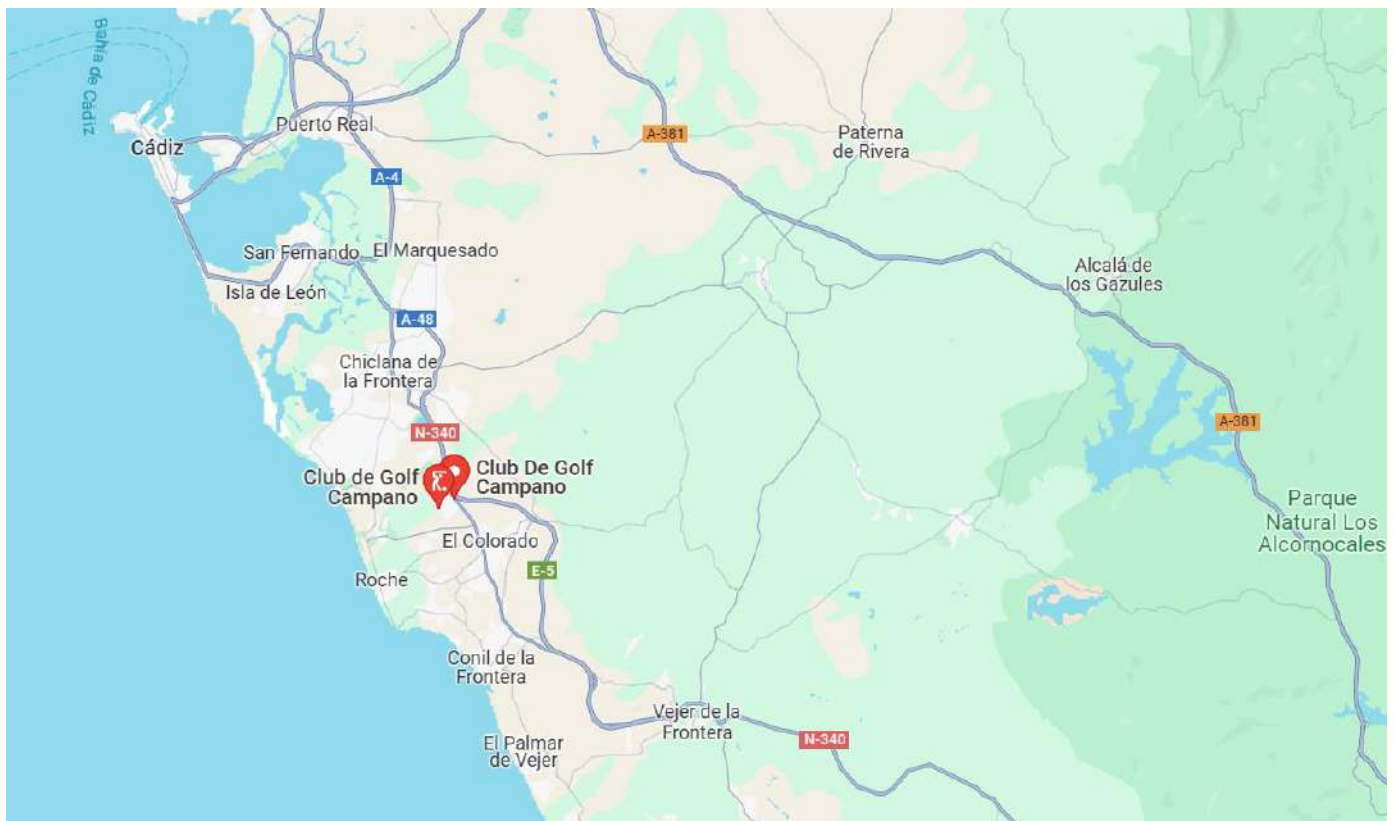 Bahía de Cádiz
Cádiz
Puerto Real
A-4
A-381
Paterna
de Rivera
San Fernando
El Marquesado
Isla de León
A-48
Alcalá de
los Gazules
Chiclana de
la Frontera
N-340
A-381
Club de Golf
Campano
Club De Golf
Campano
El Colorado
E-5
Roche
Parque
Natural Los
Alcornocales
Conil de la
Frontera
Vejer de la
Frontera
N-340
El Palmar
de Vejer